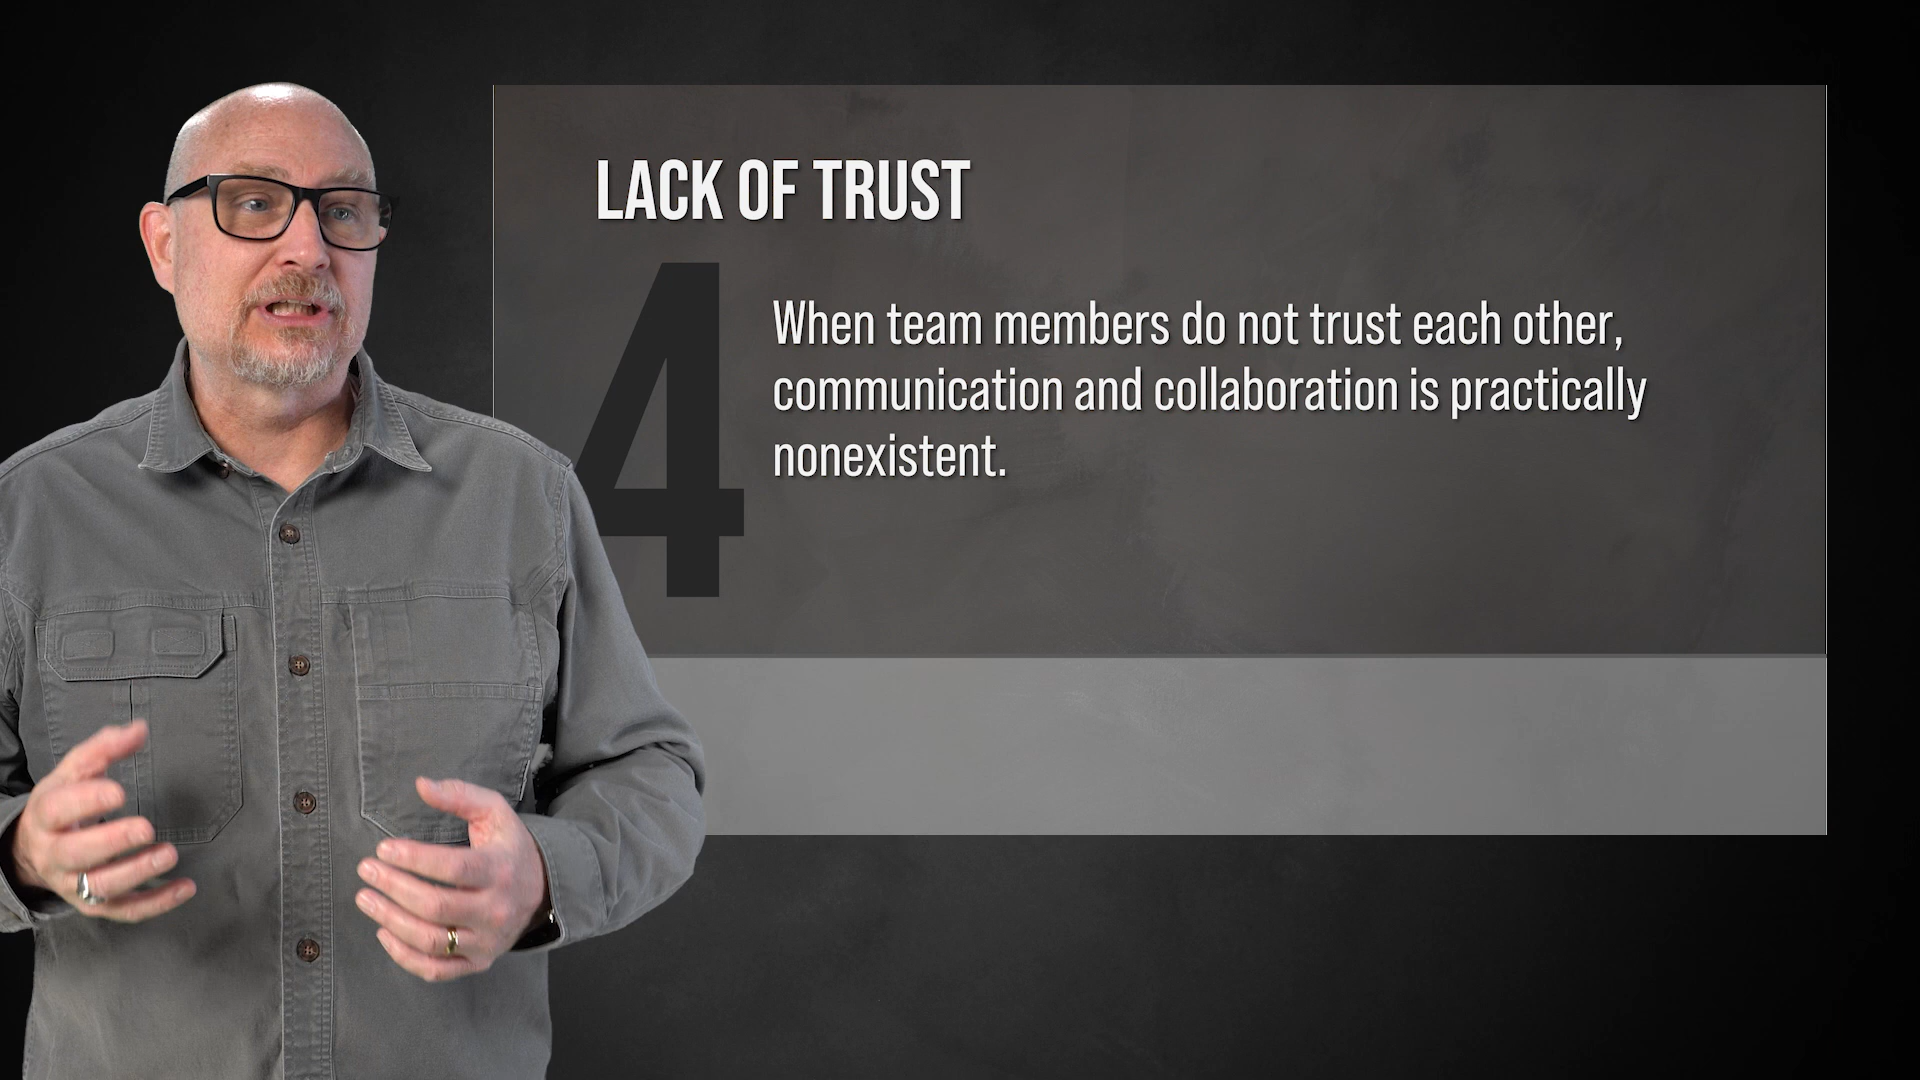 LACK OF TRUST
4
When team members do not trust each other,
communication and collaboration is practically
nonexistent.